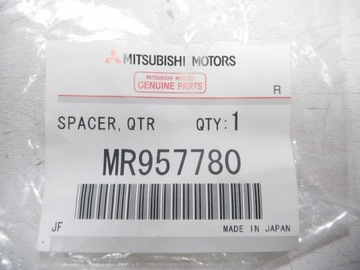 MITSUBISHI MOTORS
MITSUBISHI MOTORS
GENUINE PARTS
R
SPACER, QTR QTY: 1
MR957780
JF MADE IN JAPAN